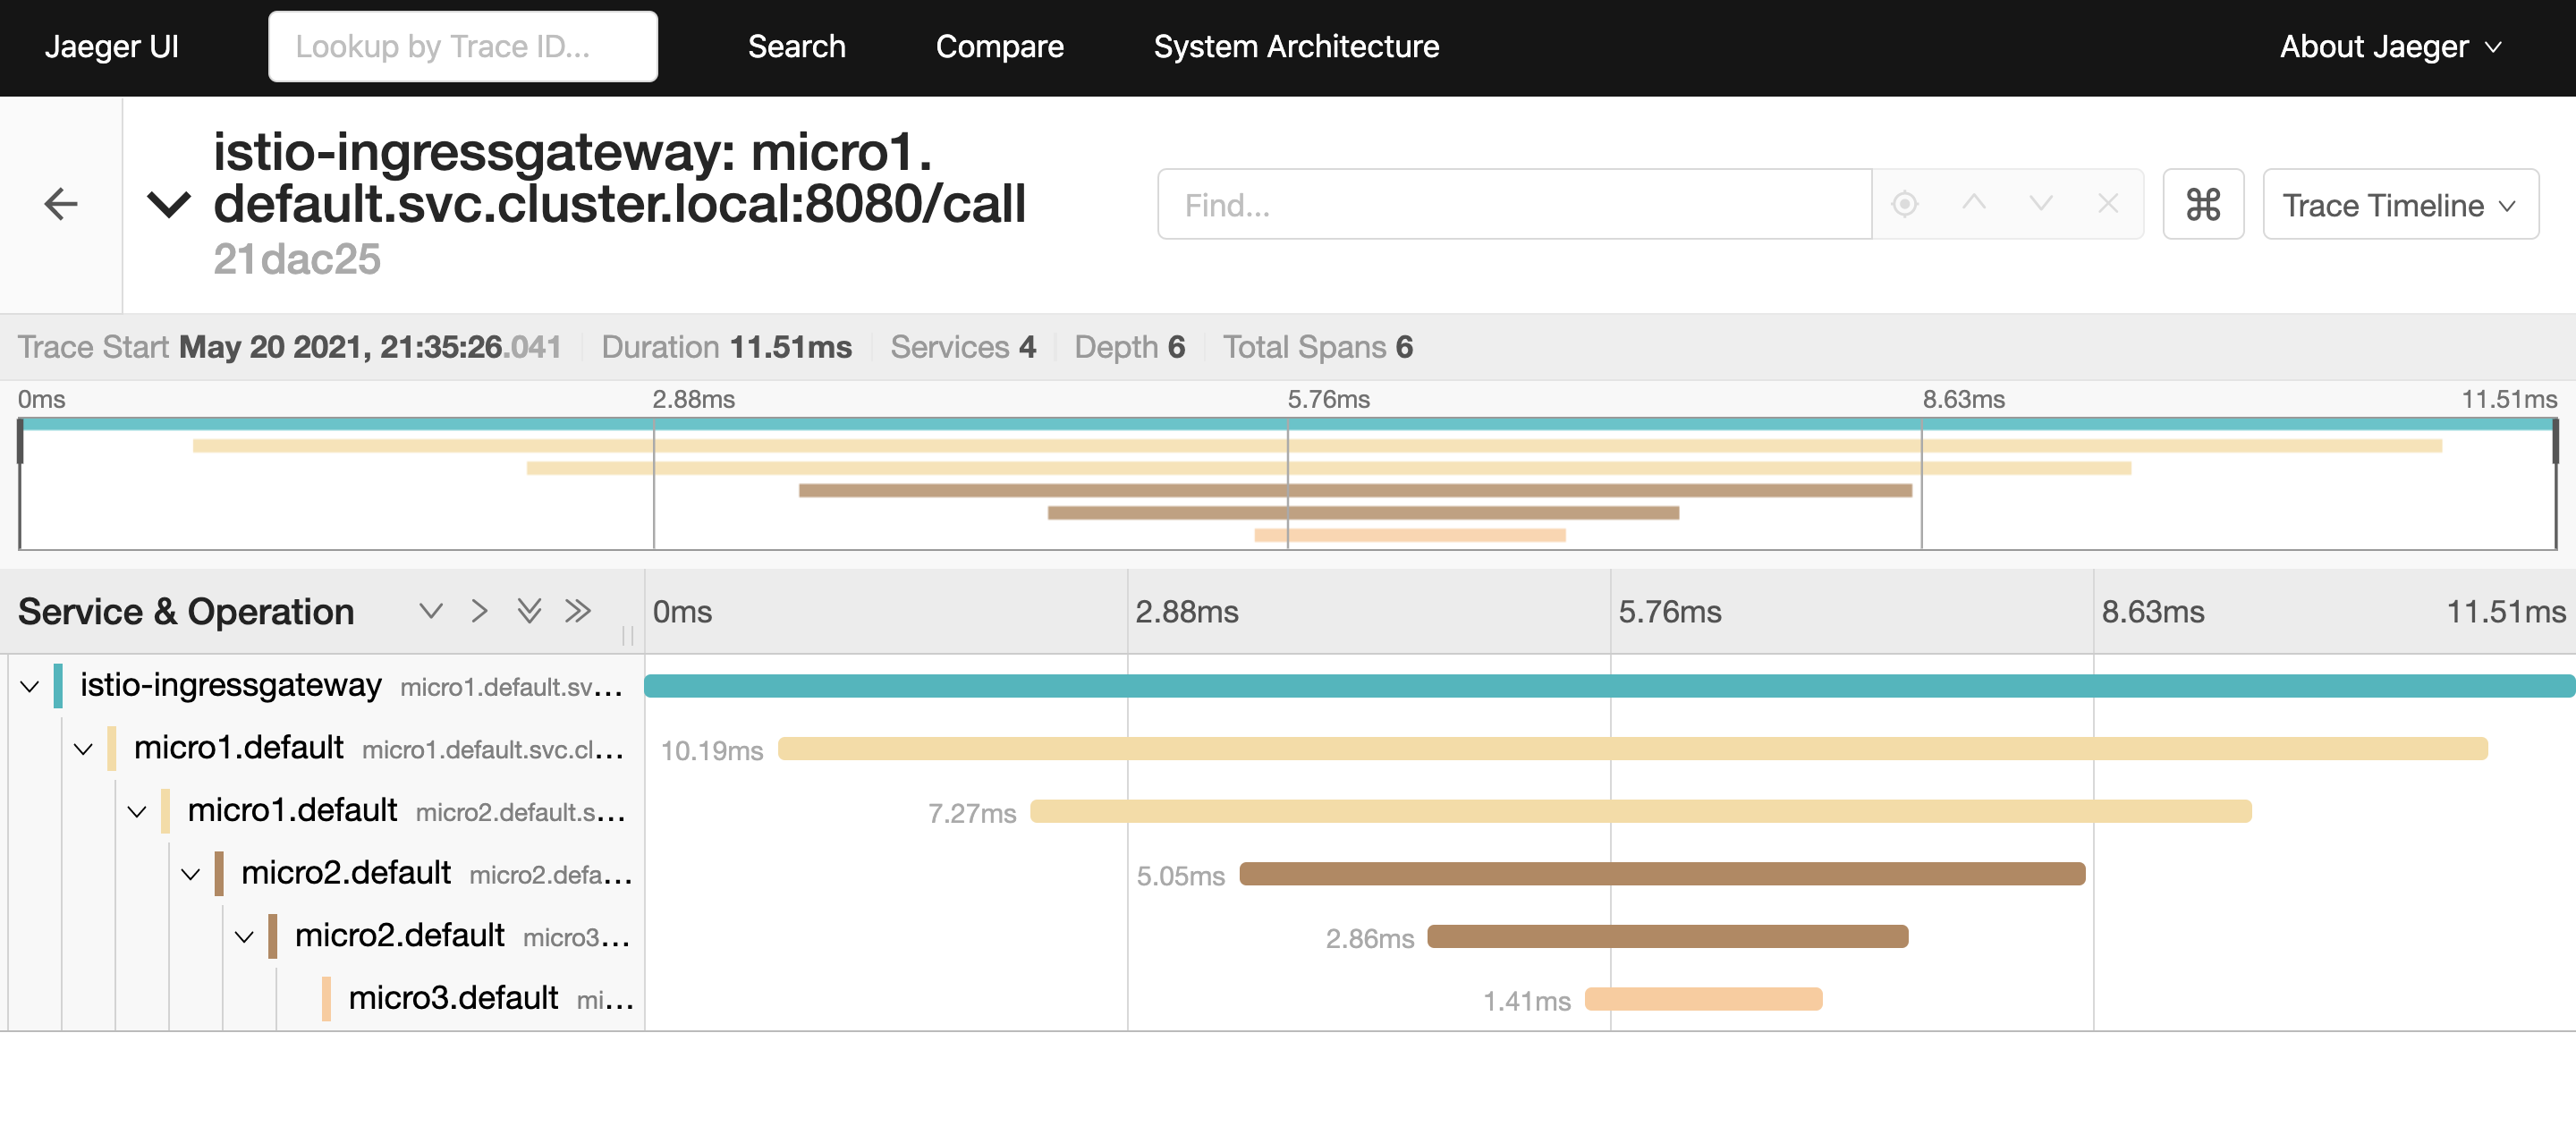 Jaeger UI Lookup by Trace ID... Search Compare System Architecture About Jaeger
istio-ingressgateway: micro1.
default.svc.cluster.local:8080/call
21dac25
Find... ⌘ Trace Timeline
Trace Start May 20 2021, 21:35:26.041 Duration 11.51ms Services 4 Depth 6 Total Spans 6
0ms 2.88ms 5.76ms 8.63ms 11.51ms
Service & Operation 0ms 2.88ms 5.76ms 8.63ms 11.51ms
istio-ingressgateway micro1.default.sv...
micro1.default micro1.default.svc.cl... 10.19ms
micro1.default micro2.default.s... 7.27ms
micro2.default micro2.defa... 5.05ms
micro2.default micro3... 2.86ms
micro3.default mi... 1.41ms